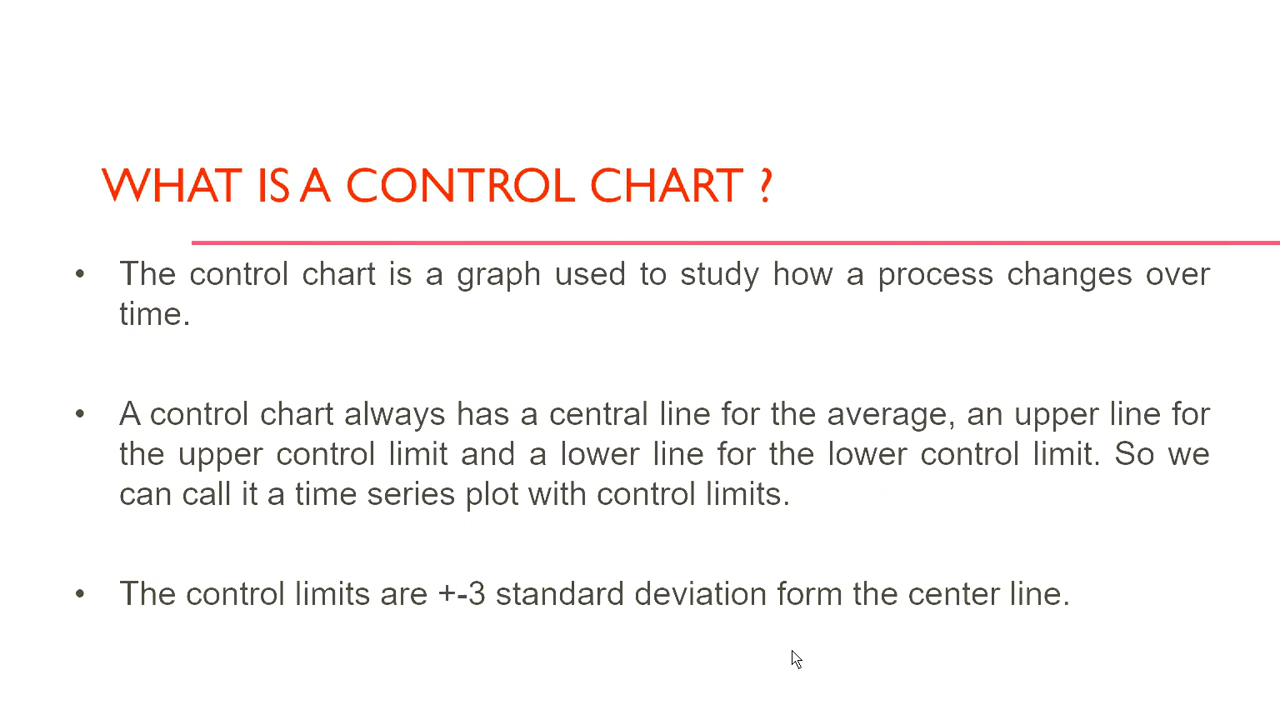 WHAT IS A CONTROL CHART ?
• The control chart is a graph used to study how a process changes over
time.
• A control chart always has a central line for the average, an upper line for
the upper control limit and a lower line for the lower control limit. So we
can call it a time series plot with control limits.
• The control limits are +-3 standard deviation form the center line.